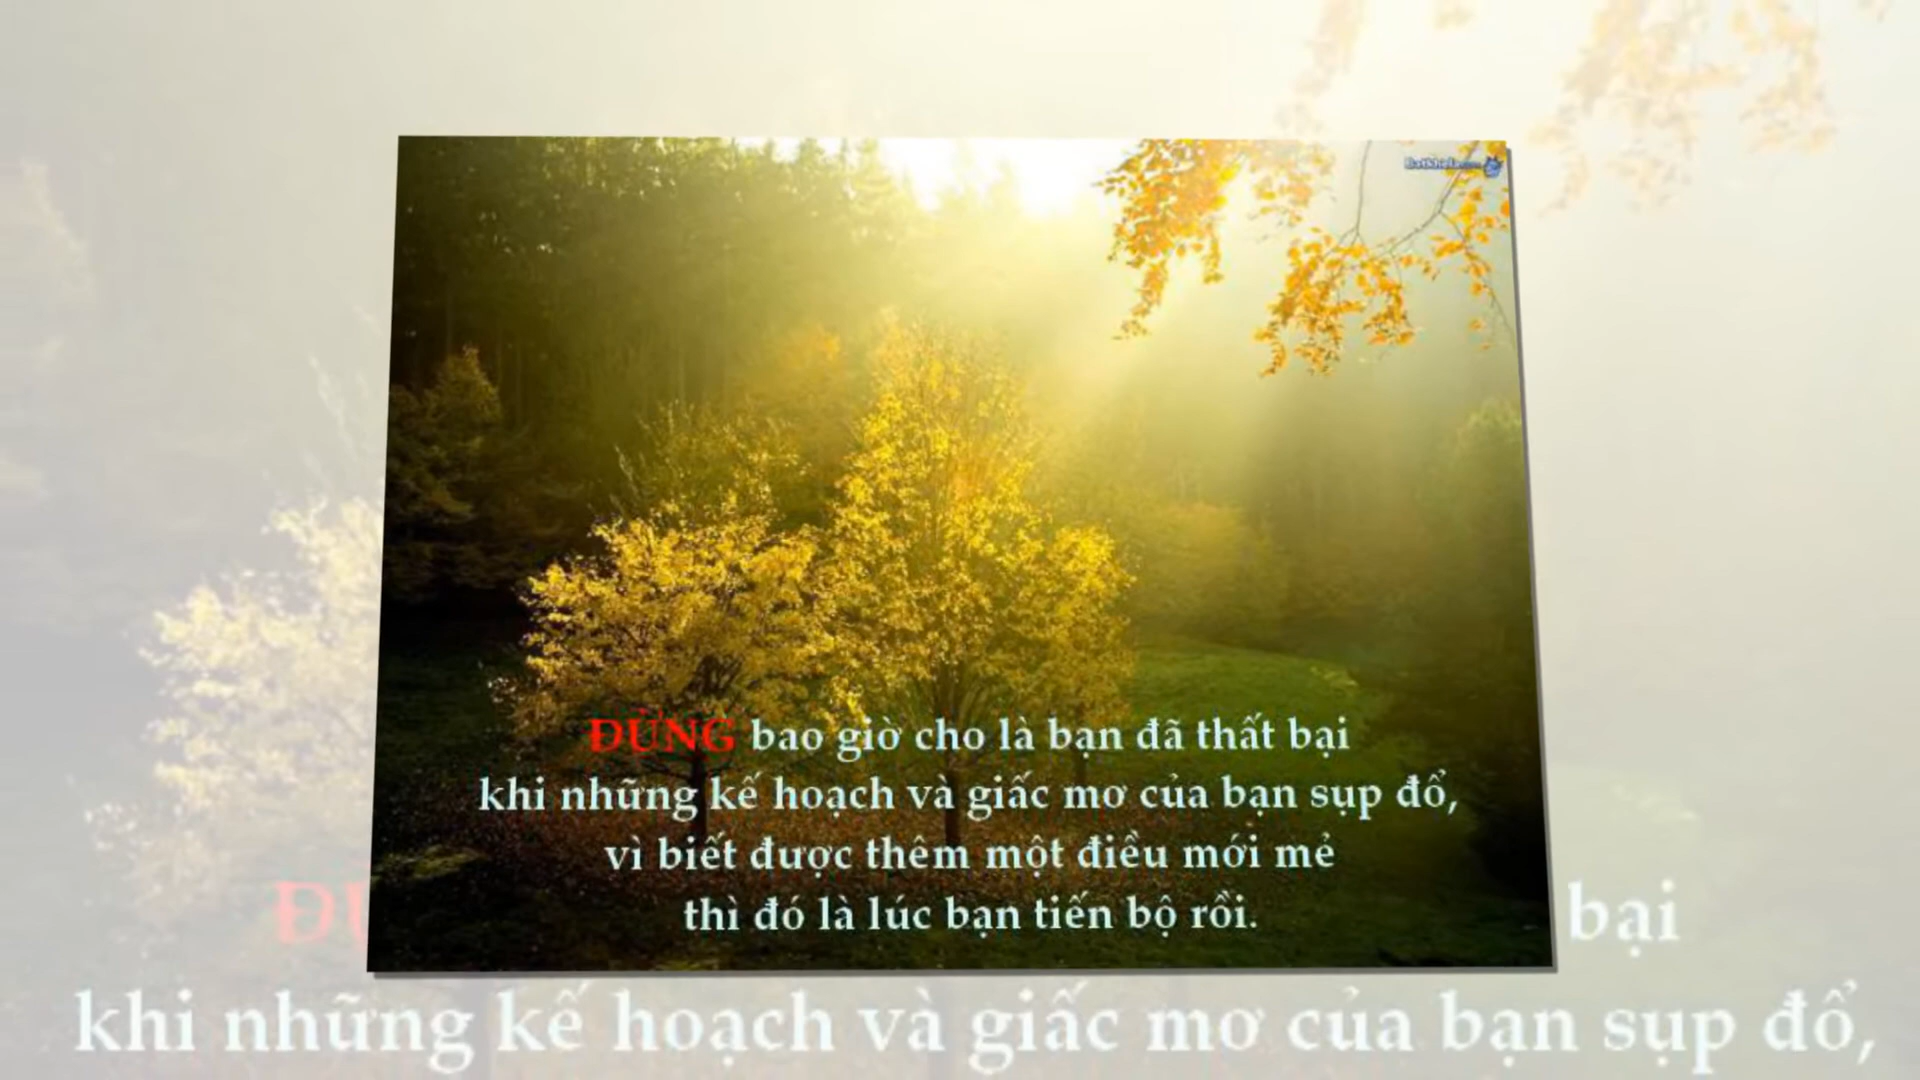 ĐỪNG bao giờ cho là bạn đã thất bại
khi những kế hoạch và giấc mơ của bạn sụp đổ,
vì biết được thêm một điều mới mẻ
thì đó là lúc bạn tiến bộ rồi.
bại
khi những kế hoạch và giấc mơ của bạn sụp đổ,